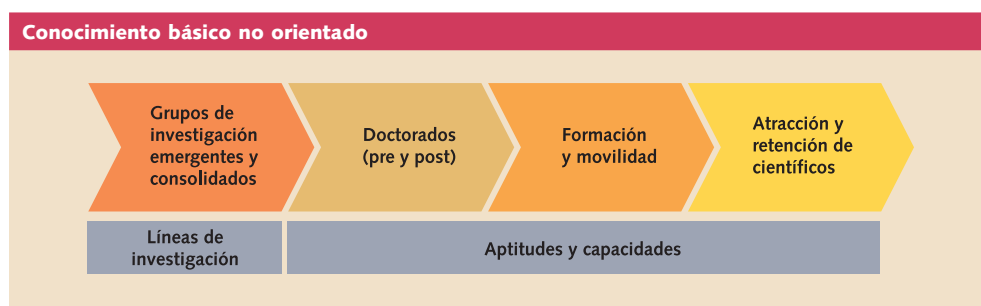 Conocimiento básico no orientado
Grupos de
investigación
emergentes y
consolidados
Doctorados
(pre y post)
Formación
y movilidad
Atracción y
retención de
científicos
Líneas de
investigación
Aptitudes y capacidades